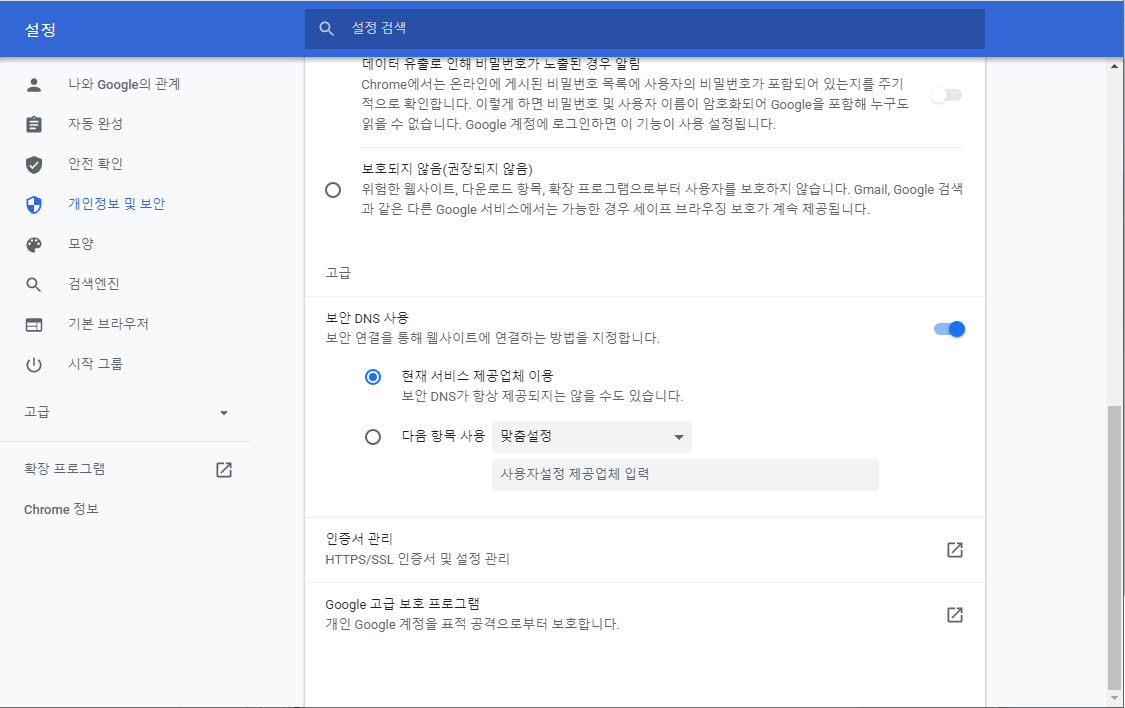 설정
설정 검색
나와 Google의 관계
자동 완성
안전 확인
개인정보 및 보안
모양
검색엔진
기본 브라우저
시작 그룹
고급
확장 프로그램
Chrome 정보
데이터 유출로 인해 비밀번호가 노출된 경우 알림
Chrome에서는 온라인에 게시된 비밀번호 목록에 사용자의 비밀번호가 포함되어 있는지를 주기
적으로 확인합니다. 이렇게 하면 비밀번호 및 사용자 이름이 암호화되어 Google을 포함해 누구도
읽을 수 없습니다. Google 계정에 로그인하면 이 기능이 사용 설정됩니다.
보호되지 않음(권장되지 않음)
위험한 웹사이트, 다운로드 항목, 확장 프로그램으로부터 사용자를 보호하지 않습니다. Gmail, Google 검색
과 같은 다른 Google 서비스에서는 가능한 경우 세이프 브라우징 보호가 계속 제공됩니다.
고급
보안 DNS 사용
보안 연결을 통해 웹사이트에 연결하는 방법을 지정합니다.
현재 서비스 제공업체 이용
보안 DNS가 항상 제공되지는 않을 수도 있습니다.
다음 항목 사용 맞춤설정
사용자설정 제공업체 입력
인증서 관리
HTTPS/SSL 인증서 및 설정 관리
Google 고급 보호 프로그램
개인 Google 계정을 표적 공격으로부터 보호합니다.